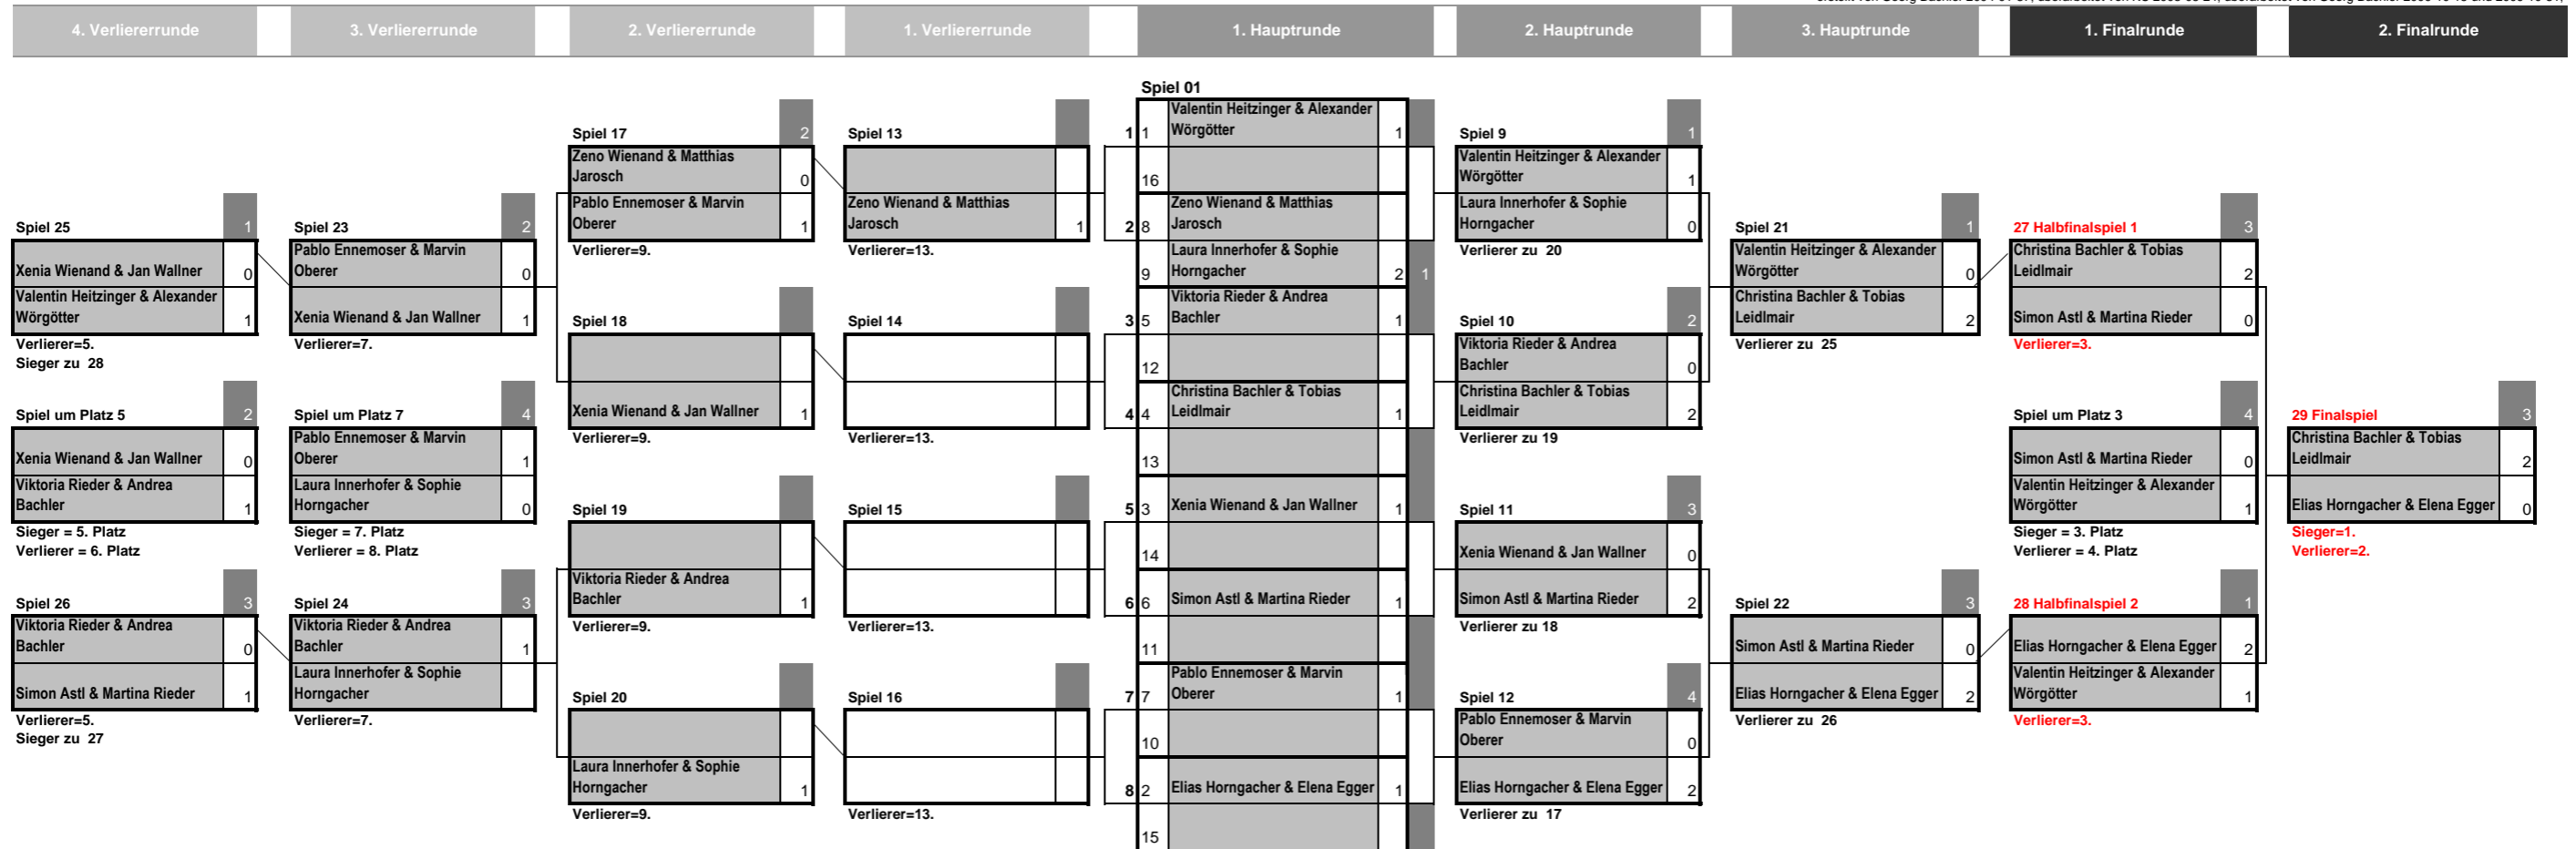 4. Verliererrunde
3. Verliererrunde
2. Verliererrunde
1. Verliererrunde
1. Hauptrunde
2. Hauptrunde
3. Hauptrunde
1. Finalrunde
2. Finalrunde
Spiel 25 1
Xenia Wienand & Jan Wallner 0
Valentin Heitzinger & Alexander
Wörgötter 1
Verlierer=5.
Sieger zu 28
Spiel um Platz 5 2
Xenia Wienand & Jan Wallner 0
Viktoria Rieder & Andrea
Bachler 1
Sieger = 5. Platz
Verlierer = 6. Platz
Spiel 26 3
Viktoria Rieder & Andrea
Bachler 0
Simon Astl & Martina Rieder 1
Verlierer=5.
Sieger zu 27
Spiel 23 2
Pablo Ennemoser & Marvin
Oberer 0
Xenia Wienand & Jan Wallner 1
Verlierer=7.
Spiel um Platz 7 4
Pablo Ennemoser & Marvin
Oberer 1
Laura Innerhofer & Sophie
Horngacher 0
Sieger = 7. Platz
Verlierer = 8. Platz
Spiel 24 3
Viktoria Rieder & Andrea
Bachler 1
Laura Innerhofer & Sophie
Horngacher
Verlierer=7.
Spiel 17 2
Zeno Wienand & Matthias
Jarosch 0
Pablo Ennemoser & Marvin
Oberer 1
Verlierer=9.
Spiel 18
Xenia Wienand & Jan Wallner 1
Verlierer=9.
Spiel 19
Viktoria Rieder & Andrea
Bachler 1
Verlierer=9.
Spiel 20
Laura Innerhofer & Sophie
Horngacher 1
Verlierer=9.
Spiel 13
Zeno Wienand & Matthias
Jarosch 1
Verlierer=13.
Spiel 14
Verlierer=13.
Spiel 15
Verlierer=13.
Spiel 16
Verlierer=13.
Spiel 01
Valentin Heitzinger & Alexander
1 1 Wörgötter 1
16
Zeno Wienand & Matthias
2 8 Jarosch
Laura Innerhofer & Sophie
9 Horngacher 2 1
Viktoria Rieder & Andrea
3 5 Bachler 1
12
Christina Bachler & Tobias
4 4 Leidlmair 1
13
5 3 Xenia Wienand & Jan Wallner 1
14
6 6 Simon Astl & Martina Rieder 1
11
Pablo Ennemoser & Marvin
7 7 Oberer 1
10
8 2 Elias Horngacher & Elena Egger 1
15
Spiel 9 1
Valentin Heitzinger & Alexander
Wörgötter 1
Laura Innerhofer & Sophie
Horngacher 0
Verlierer zu 20
Spiel 10 2
Viktoria Rieder & Andrea
Bachler 0
Christina Bachler & Tobias
Leidlmair 2
Verlierer zu 19
Spiel 11 3
Xenia Wienand & Jan Wallner 0
Simon Astl & Martina Rieder 2
Verlierer zu 18
Spiel 12 4
Pablo Ennemoser & Marvin
Oberer 0
Elias Horngacher & Elena Egger 2
Verlierer zu 17
Spiel 21 1
Valentin Heitzinger & Alexander
Wörgötter 0
Christina Bachler & Tobias
Leidlmair 2
Verlierer zu 25
Spiel 22 3
Simon Astl & Martina Rieder 0
Elias Horngacher & Elena Egger 2
Verlierer zu 26
27 Halbfinalspiel 1 3
Christina Bachler & Tobias
Leidlmair 2
Simon Astl & Martina Rieder 0
Verlierer=3.
Spiel um Platz 3 4
Simon Astl & Martina Rieder 0
Valentin Heitzinger & Alexander
Wörgötter 1
Sieger = 3. Platz
Verlierer = 4. Platz
28 Halbfinalspiel 2 1
Elias Horngacher & Elena Egger 2
Valentin Heitzinger & Alexander
Wörgötter 1
Verlierer=3.
29 Finalspiel 3
Christina Bachler & Tobias
Leidlmair 2
Elias Horngacher & Elena Egger 0
Sieger=1.
Verlierer=2.